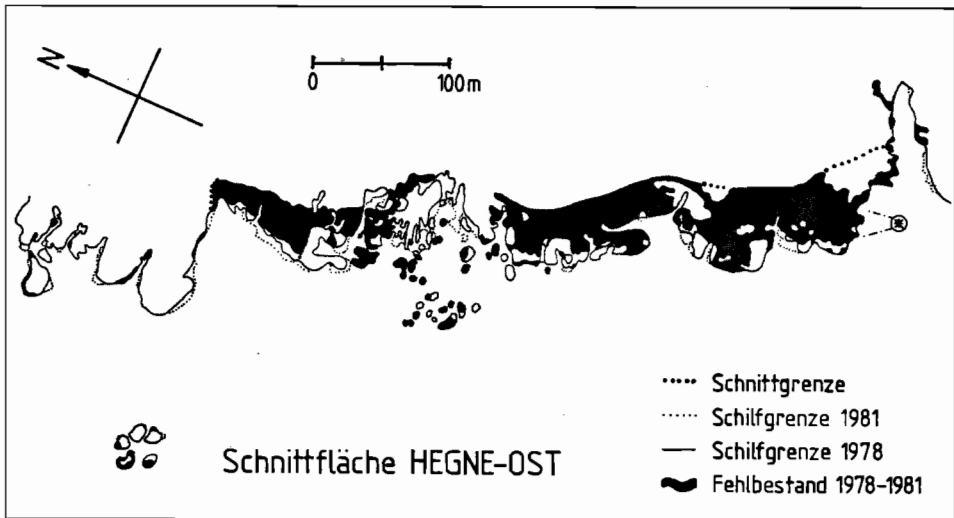 N
0 100m
Schnittfläche HEGNE-OST
Schnittgrenze
Schilfgrenze 1981
Schilfgrenze 1978
Fehlbestand 1978-1981